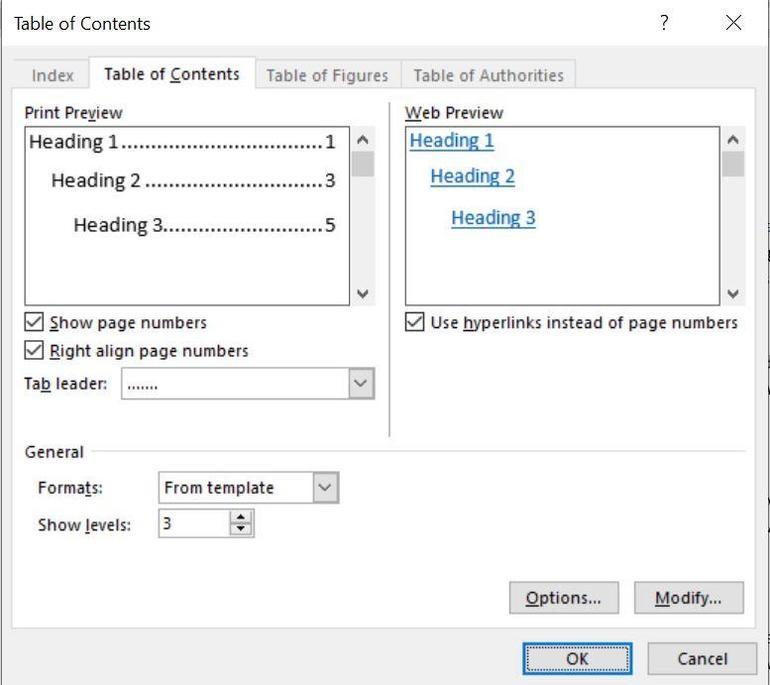 Table of Contents ?
Index Table of Contents Table of Figures Table of Authorities
Print Preview
Heading 1....................................1
Heading 2................................3
Heading 3.............................5
Show page numbers
Right align page numbers
Tab leader: .......
Web Preview
Heading 1
Heading 2
Heading 3
Use hyperlinks instead of page numbers
General
Formats: From template
Show levels: 3
Options... Modify...
OK Cancel